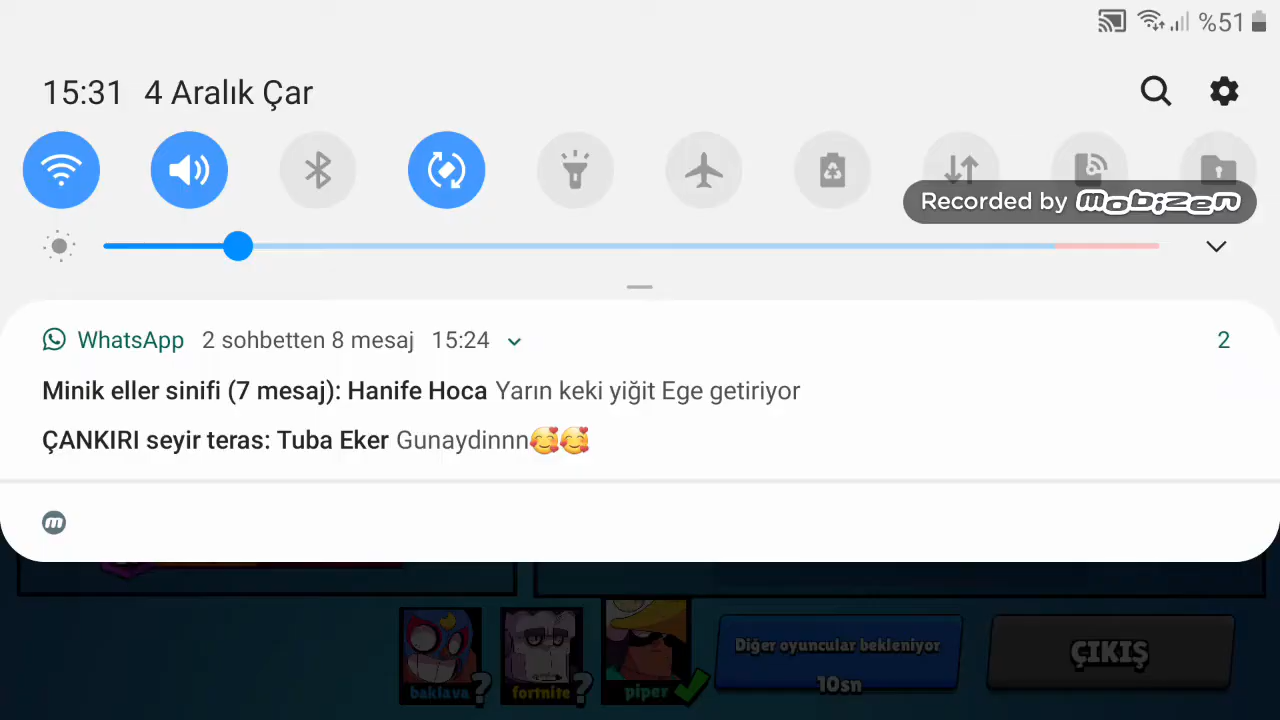 %51
15:31 4 Aralık Çar
Recorded by mobizen
WhatsApp 2 sohbetten 8 mesaj 15:24 2
Minik eller sinifi (7 mesaj): Hanife Hoca Yarın keki yiğit Ege getiriyor
ÇANKIRI seyir teras: Tuba Eker Gunaydinnn🥰🥰
m
baklava ?
fortnite ?
piper
Diğer oyuncular bekleniyor
10sn
ÇIKIŞ